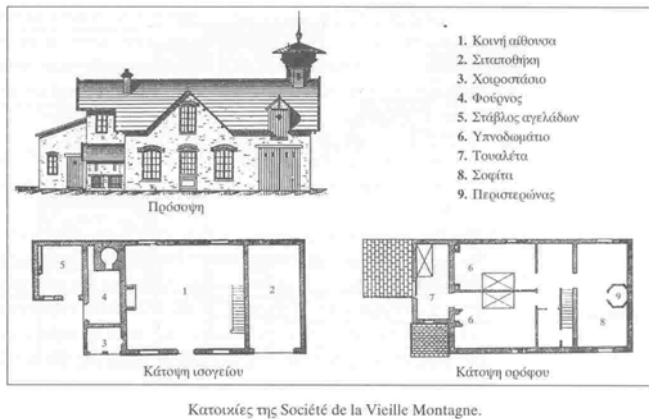 1. Κοινή αίθουσα
2. Σιταποθήκη
3. Χοιροστάσιο
4. Φούρνος
5. Στάβλος αγελάδων
6. Υπνοδωμάτιο
7. Τουαλέτα
8. Σοφίτα
9. Περιστερώνας
Πρόσοψη
5
4
3
1
2
Κάτοψη ισογείου
6
7
6
9
8
Κάτοψη ορόφου
Κατοικίες της Société de la Vieille Montagne.